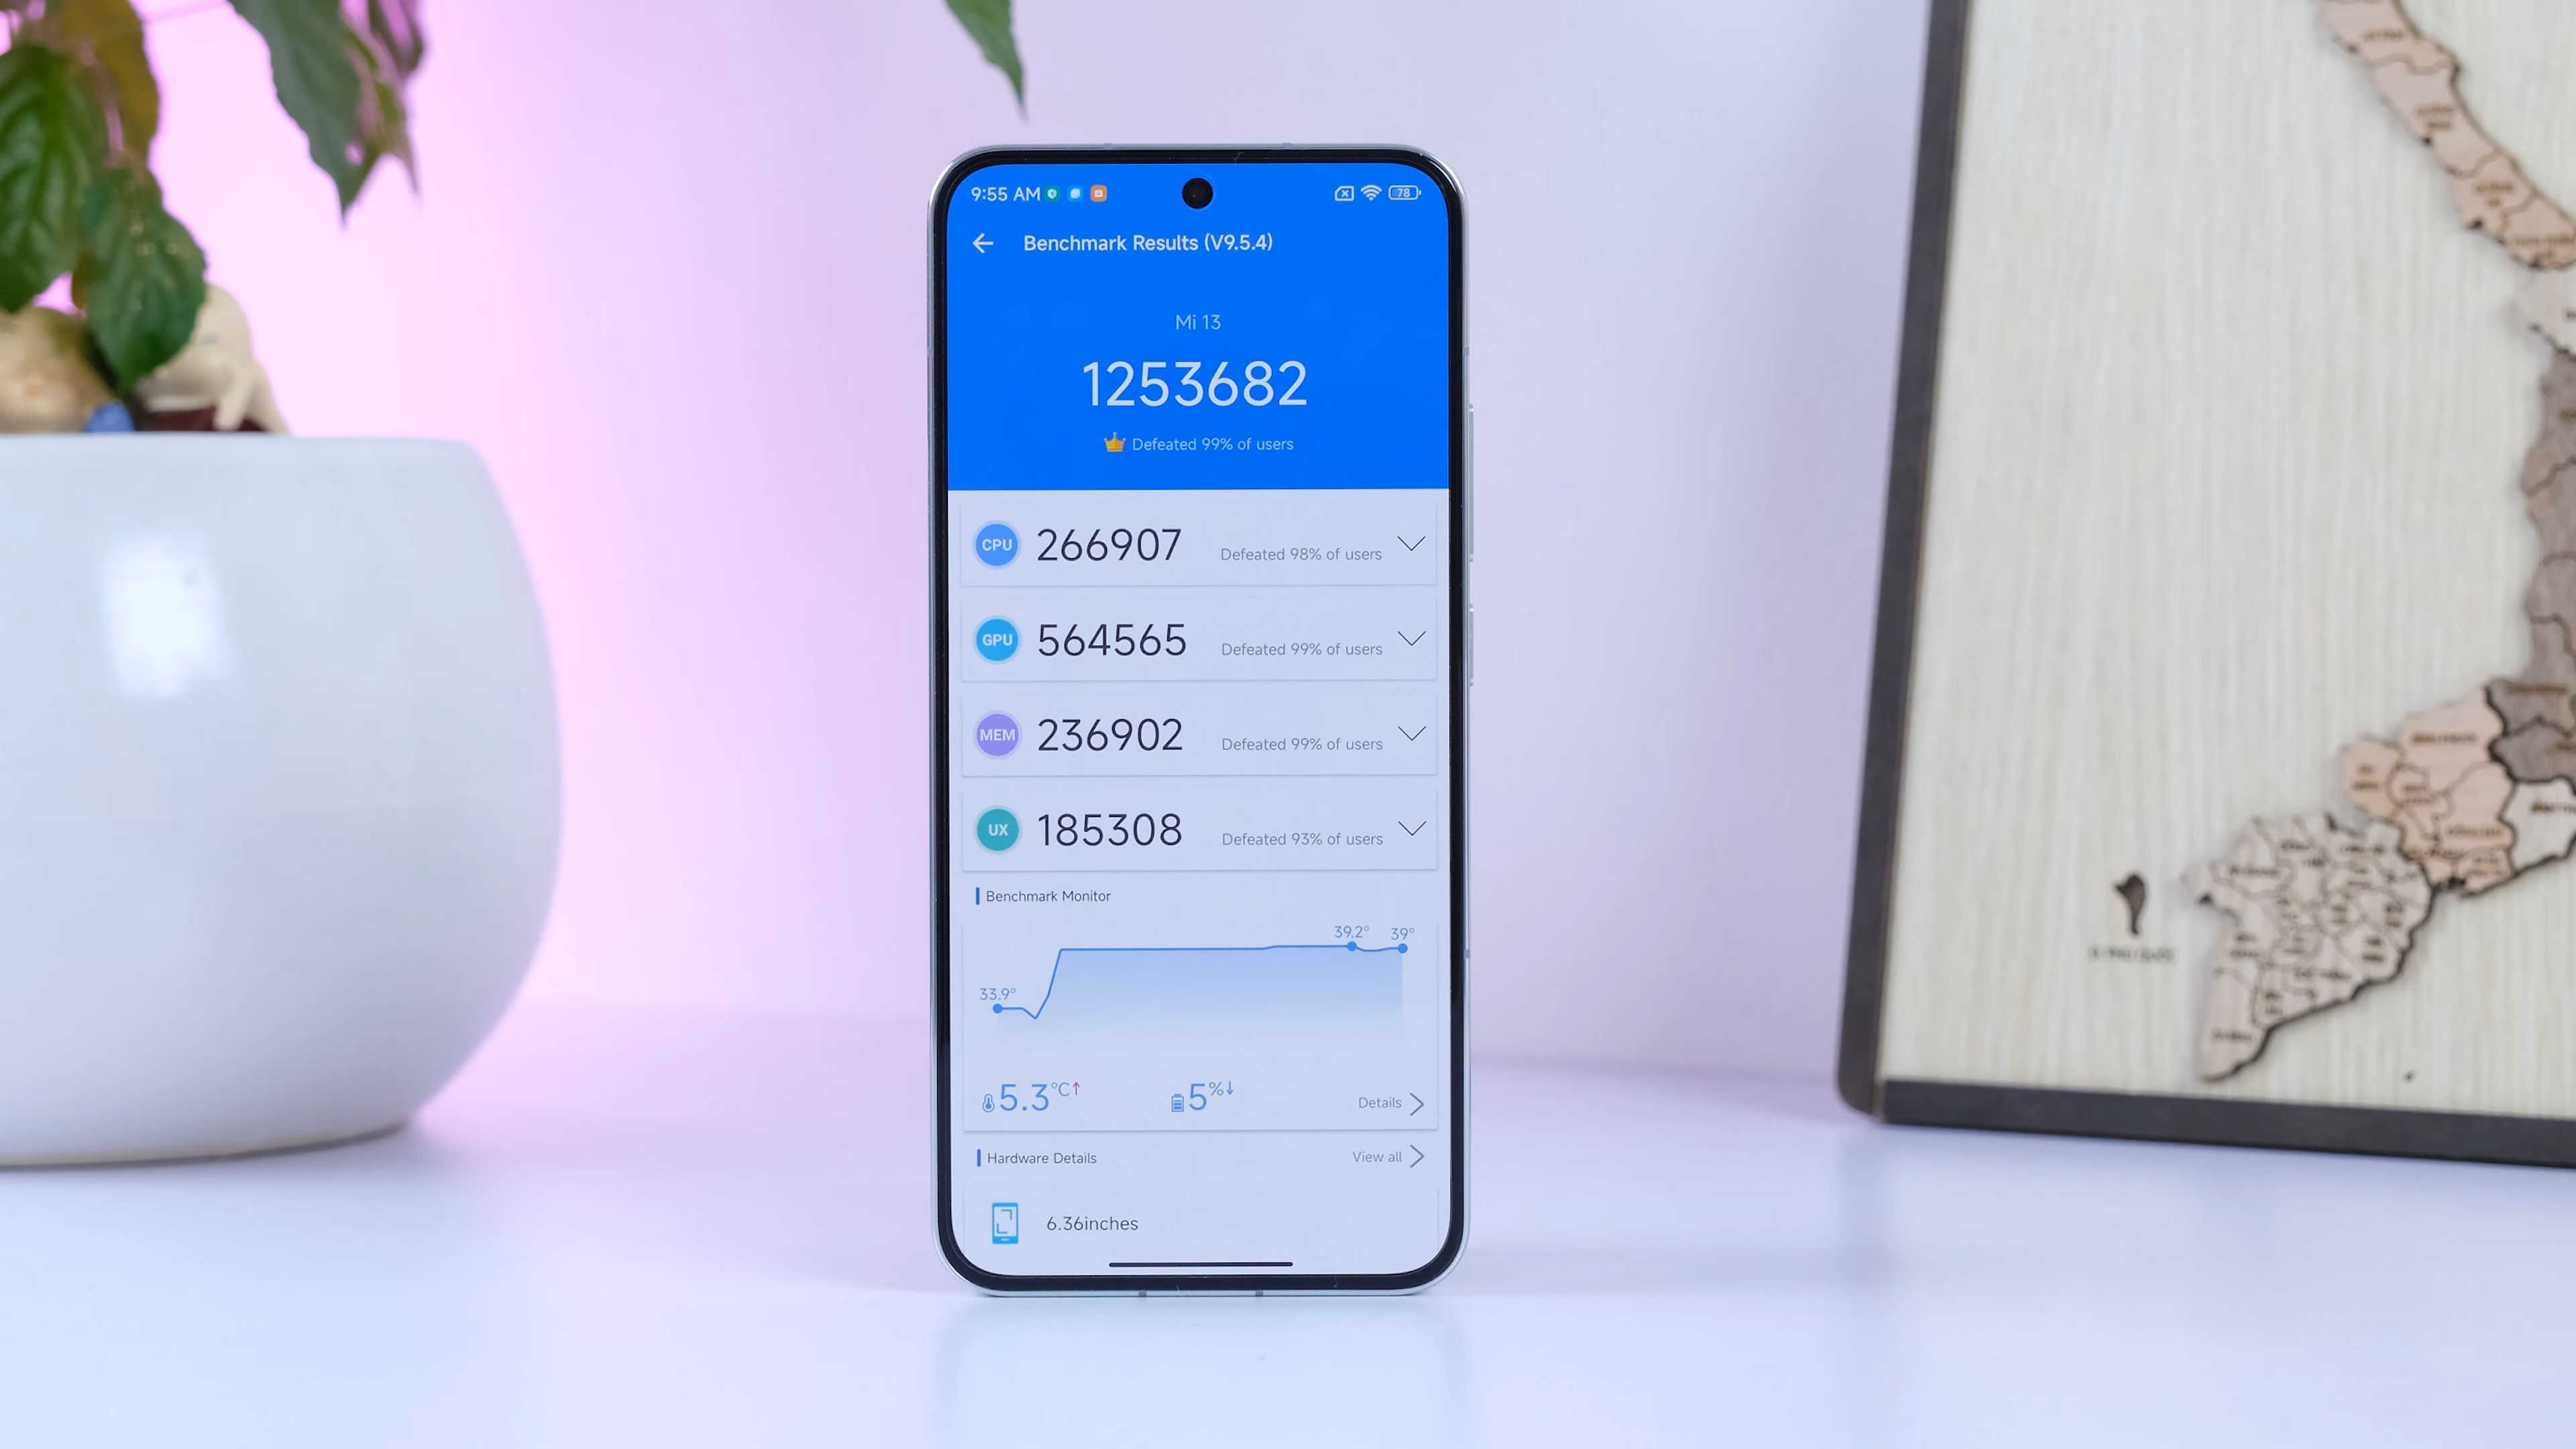 9:55 AM
78
Benchmark Results (V9.5.4)
Mi 13
1253682
Defeated 99% of users
CPU 266907 Defeated 98% of users
GPU 564565 Defeated 99% of users
MEM 236902 Defeated 99% of users
UX 185308 Defeated 93% of users
Benchmark Monitor
39.2° 39°
33.9°
5.3°C↑ 5%↓ Details
Hardware Details View all
6.36inches